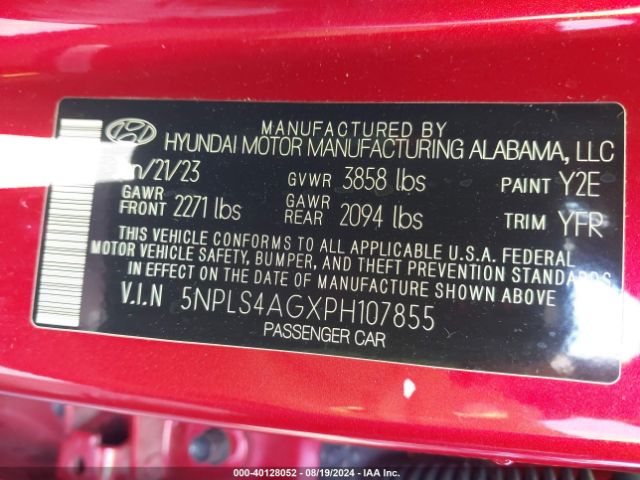 MANUFACTURED BY
HYUNDAI MOTOR MANUFACTURING ALABAMA, LLC
/21/23 GVWR 3858 lbs PAINT Y2E
GAWR FRONT 2271 lbs GAWR REAR 2094 lbs TRIM YFR
THIS VEHICLE CONFORMS TO ALL APPLICABLE U.S.A. FEDERAL
MOTOR VEHICLE SAFETY, BUMPER, AND THEFT PREVENTION STANDARDS
IN EFFECT ON THE DATE OF MANUFACTURE SHOWN ABOVE.
V.I.N 5NPLS4AGXPH107855
PASSENGER CAR
000-40128052 - 08/19/2024 - IAA Inc.